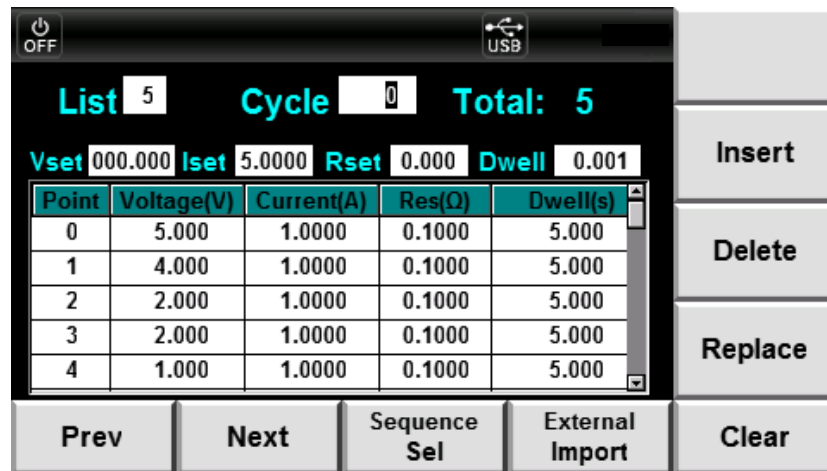 OFF USB
List 5 Cycle 0 Total: 5
Vset 000.000 Iset 5.0000 Rset 0.000 Dwell 0.001
Point Voltage(V) Current(A) Res(Ω) Dwell(s)
0 5.000 1.0000 0.1000 5.000
1 4.000 1.0000 0.1000 5.000
2 2.000 1.0000 0.1000 5.000
3 2.000 1.0000 0.1000 5.000
4 1.000 1.0000 0.1000 5.000
Insert
Delete
Replace
Clear
Prev
Next
Sequence
Sel
External
Import